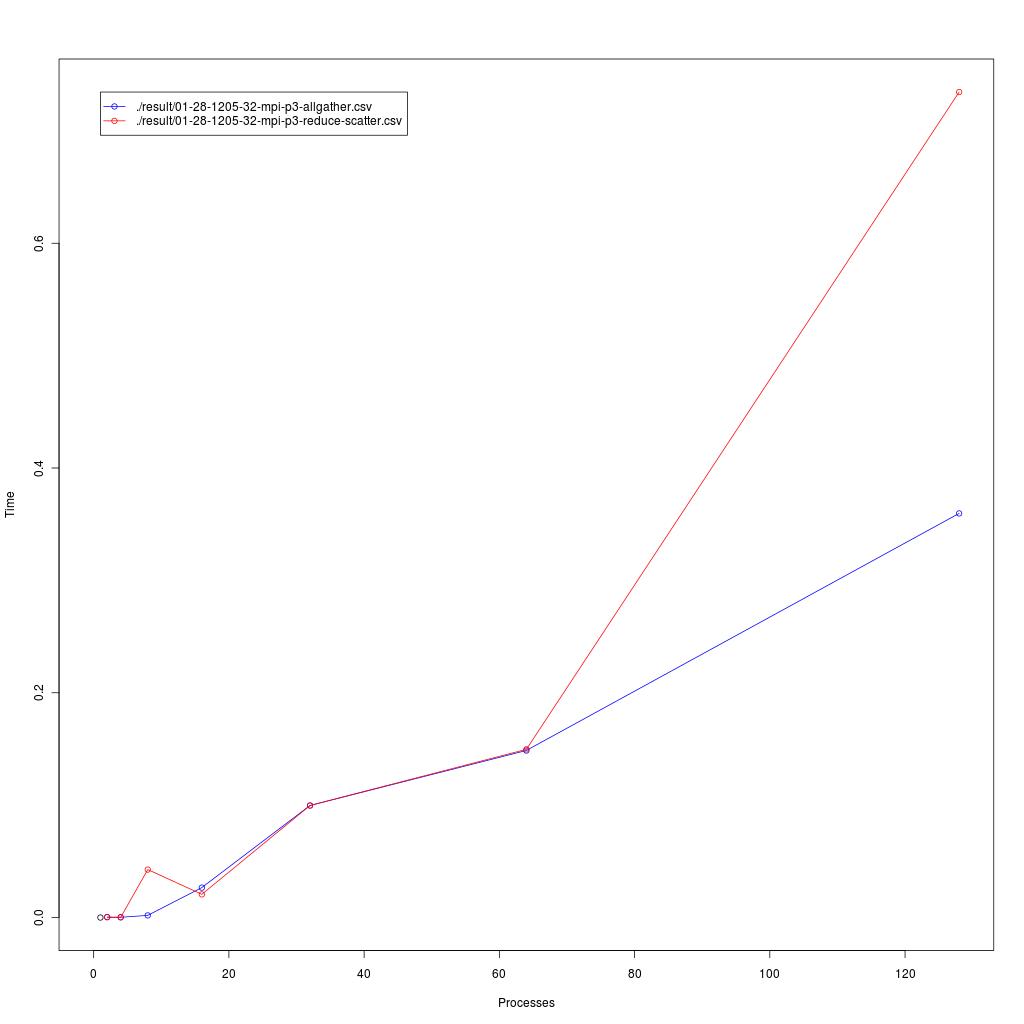 ./result/01-28-1205-32-mpi-p3-allgather.csv
./result/01-28-1205-32-mpi-p3-reduce-scatter.csv
0.6
0.4
0.2
0.0
Time
0 20 40 60 80 100 120
Processes